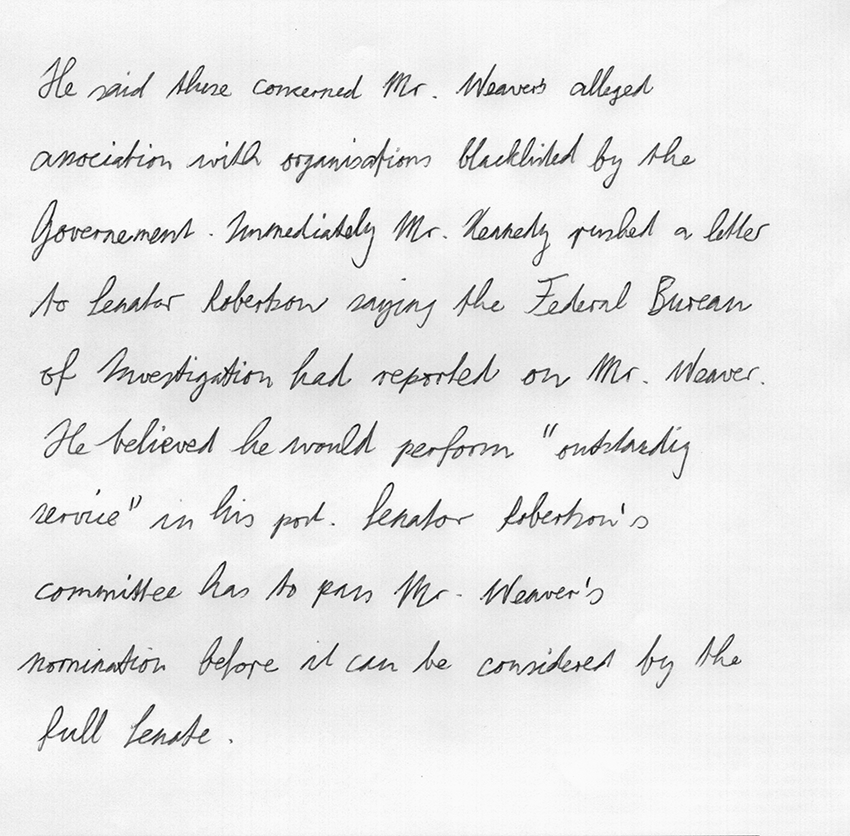 He said these concerned Mr. Weaver's alleged
association with organisations blacklisted by the
Governement. Immediately Mr. Kennedy rushed a letter
to Senator Robertson saying the Federal Bureau
of Investigation had reported on Mr. Weaver.
He believed he would perform "outstandig
service" in his post. Senator Robertson's
committee has to pass Mr. Weaver's
nomination before it can be considered by the
full Senate.